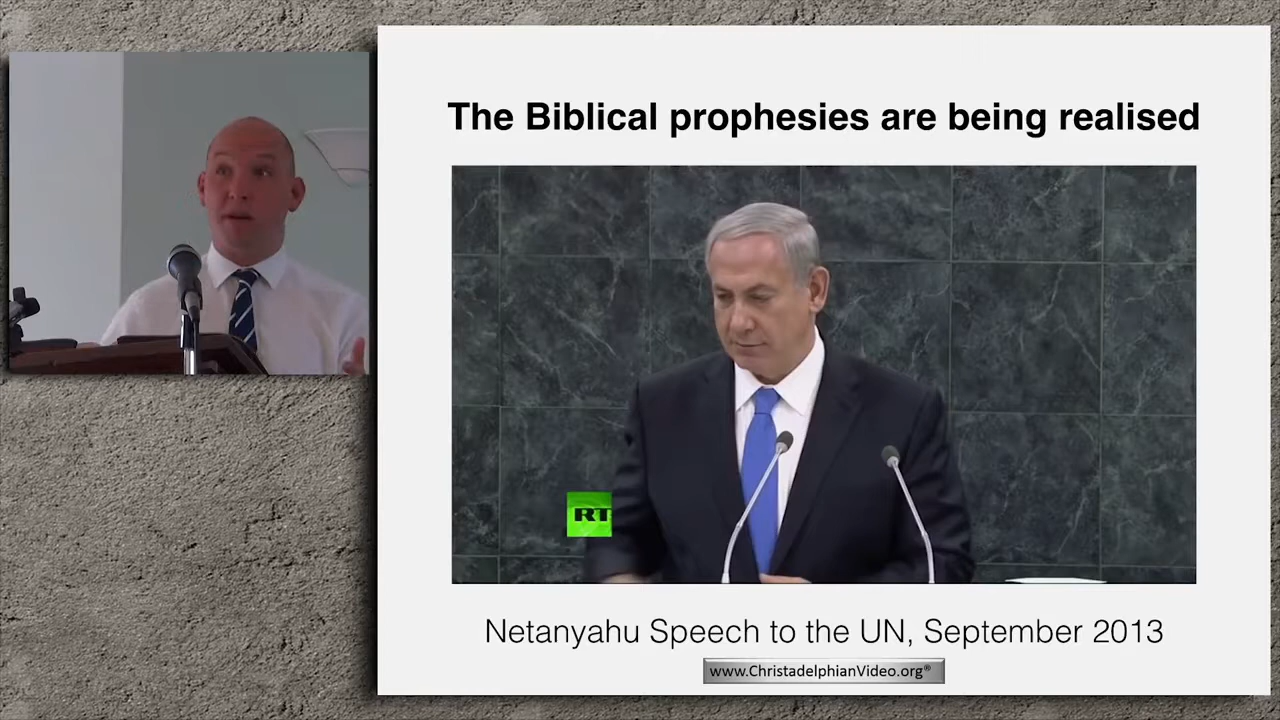 The Biblical prophesies are being realised
RT
Netanyahu Speech to the UN, September 2013
www.ChristadelphianVideo.org®